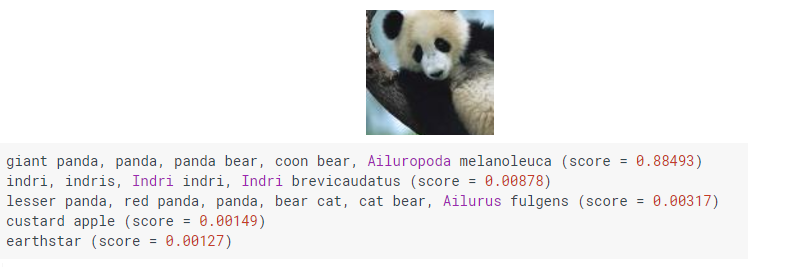 giant panda, panda, panda bear, coon bear, Ailuropoda melanoleuca (score = 0.88493)
indri, indris, Indri indri, Indri brevicaudatus (score = 0.00878)
lesser panda, red panda, panda, bear cat, cat bear, Ailurus fulgens (score = 0.00317)
custard apple (score = 0.00149)
earthstar (score = 0.00127)